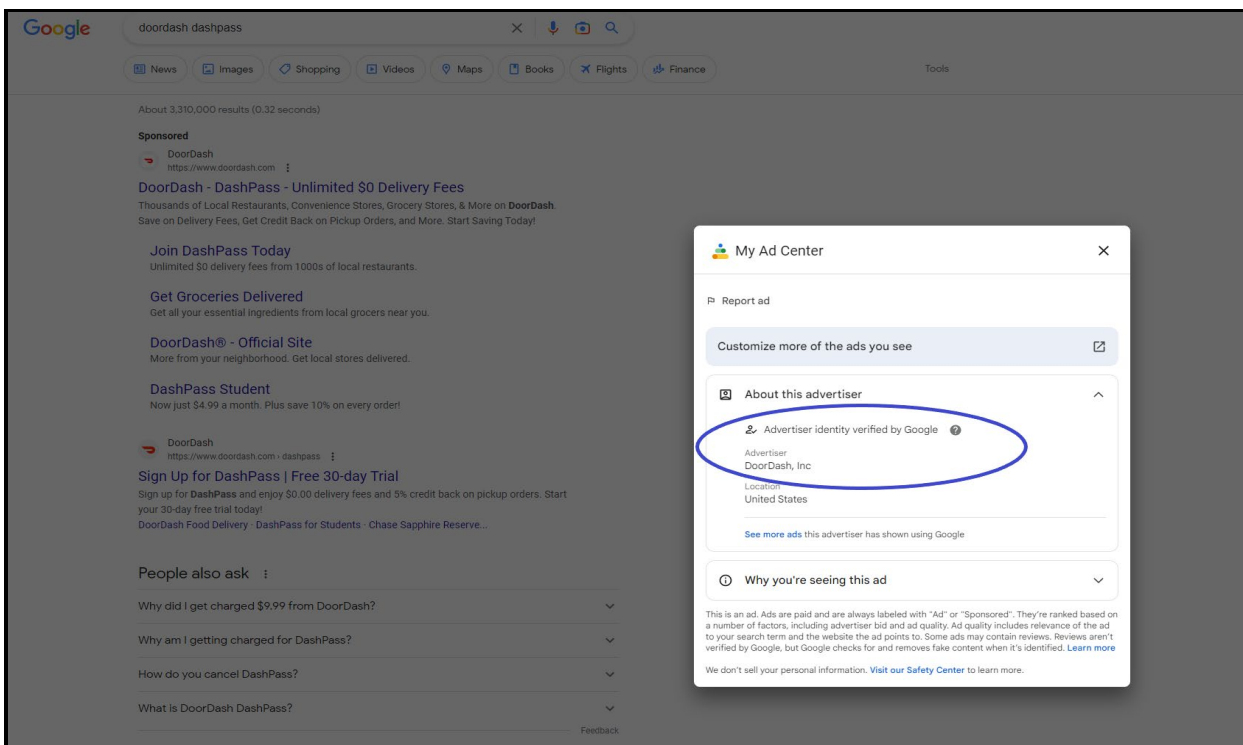 Google
doordash dashpass
News
Images
Shopping
Videos
Maps
Books
Flights
Finance
Tools
About 3,310,000 results (0.32 seconds)
Sponsored
DoorDash
https://www.doordash.com
DoorDash - DashPass - Unlimited $0 Delivery Fees
Thousands of Local Restaurants, Convenience Stores, Grocery Stores, & More on DoorDash.
Save on Delivery Fees, Get Credit Back on Pickup Orders, and More. Start Saving Today!
Join DashPass Today
Unlimited $0 delivery fees from 1000s of local restaurants.
Get Groceries Delivered
Get all your essential ingredients from local grocers near you.
DoorDash® - Official Site
More from your neighborhood. Get local stores delivered.
DashPass Student
Now just $4.99 a month. Plus save 10% on every order!
DoorDash
https://www.doordash.com › dashpass
Sign Up for DashPass | Free 30-day Trial
Sign up for DashPass and enjoy $0.00 delivery fees and 5% credit back on pickup orders. Start
your 30-day free trial today!
DoorDash Food Delivery · DashPass for Students · Chase Sapphire Reserve...
People also ask
Why did I get charged $9.99 from DoorDash?
Why am I getting charged for DashPass?
How do you cancel DashPass?
What is DoorDash DashPass?
Feedback
My Ad Center
Report ad
Customize more of the ads you see
About this advertiser
Advertiser identity verified by Google
Advertiser
DoorDash, Inc
Location
United States
See more ads this advertiser has shown using Google
Why you're seeing this ad
This is an ad. Ads are paid and are always labeled with "Ad" or "Sponsored". They're ranked based on
a number of factors, including advertiser bid and ad quality. Ad quality includes relevance of the ad
to your search term and the website the ad points to. Some ads may contain reviews. Reviews aren't
verified by Google, but Google checks for and removes fake content when it's identified. Learn more
We don't sell your personal information. Visit our Safety Center to learn more.